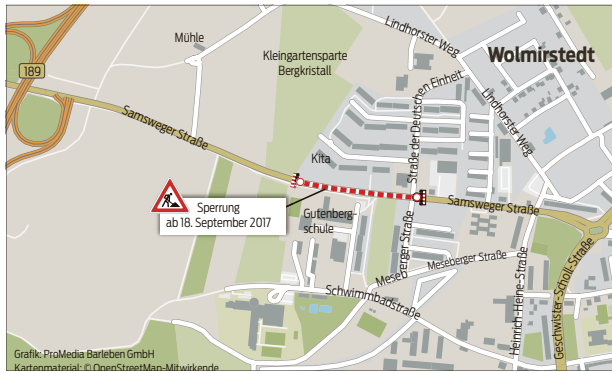 Lindhorster Weg
Mühle
Kleingartensparte
Bergkristall
Wolmirstedt
189
Straße der Deutschen Einheit
Lindhorster Weg
Samsweger Straße
Kita
Sperrung
ab 18. September 2017
Gutenberg-
schule
Samsweger Straße
Meseberger Straße
Meseberger Straße
Schwimmbadstraße
Heinrich-Heine-Straße
Geschwister-Scholl-Straße
Grafik: ProMedia Barleben GmbH
Kartenmaterial: © OpenStreetMap-Mitwirkende